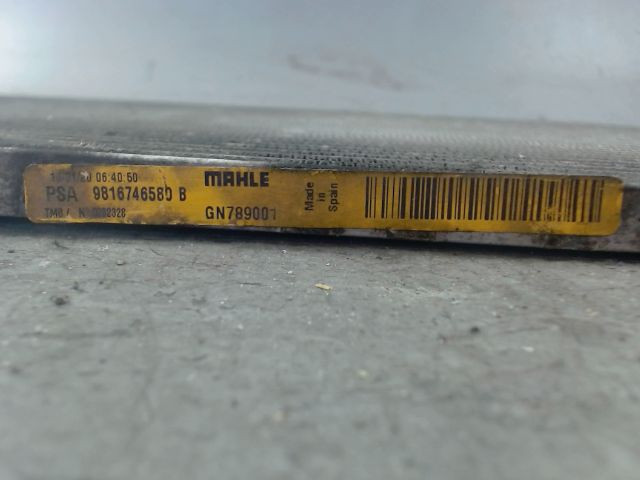 06:40:50
MAHLE
PSA 9816746580 B
GN789001
Made in
Spain